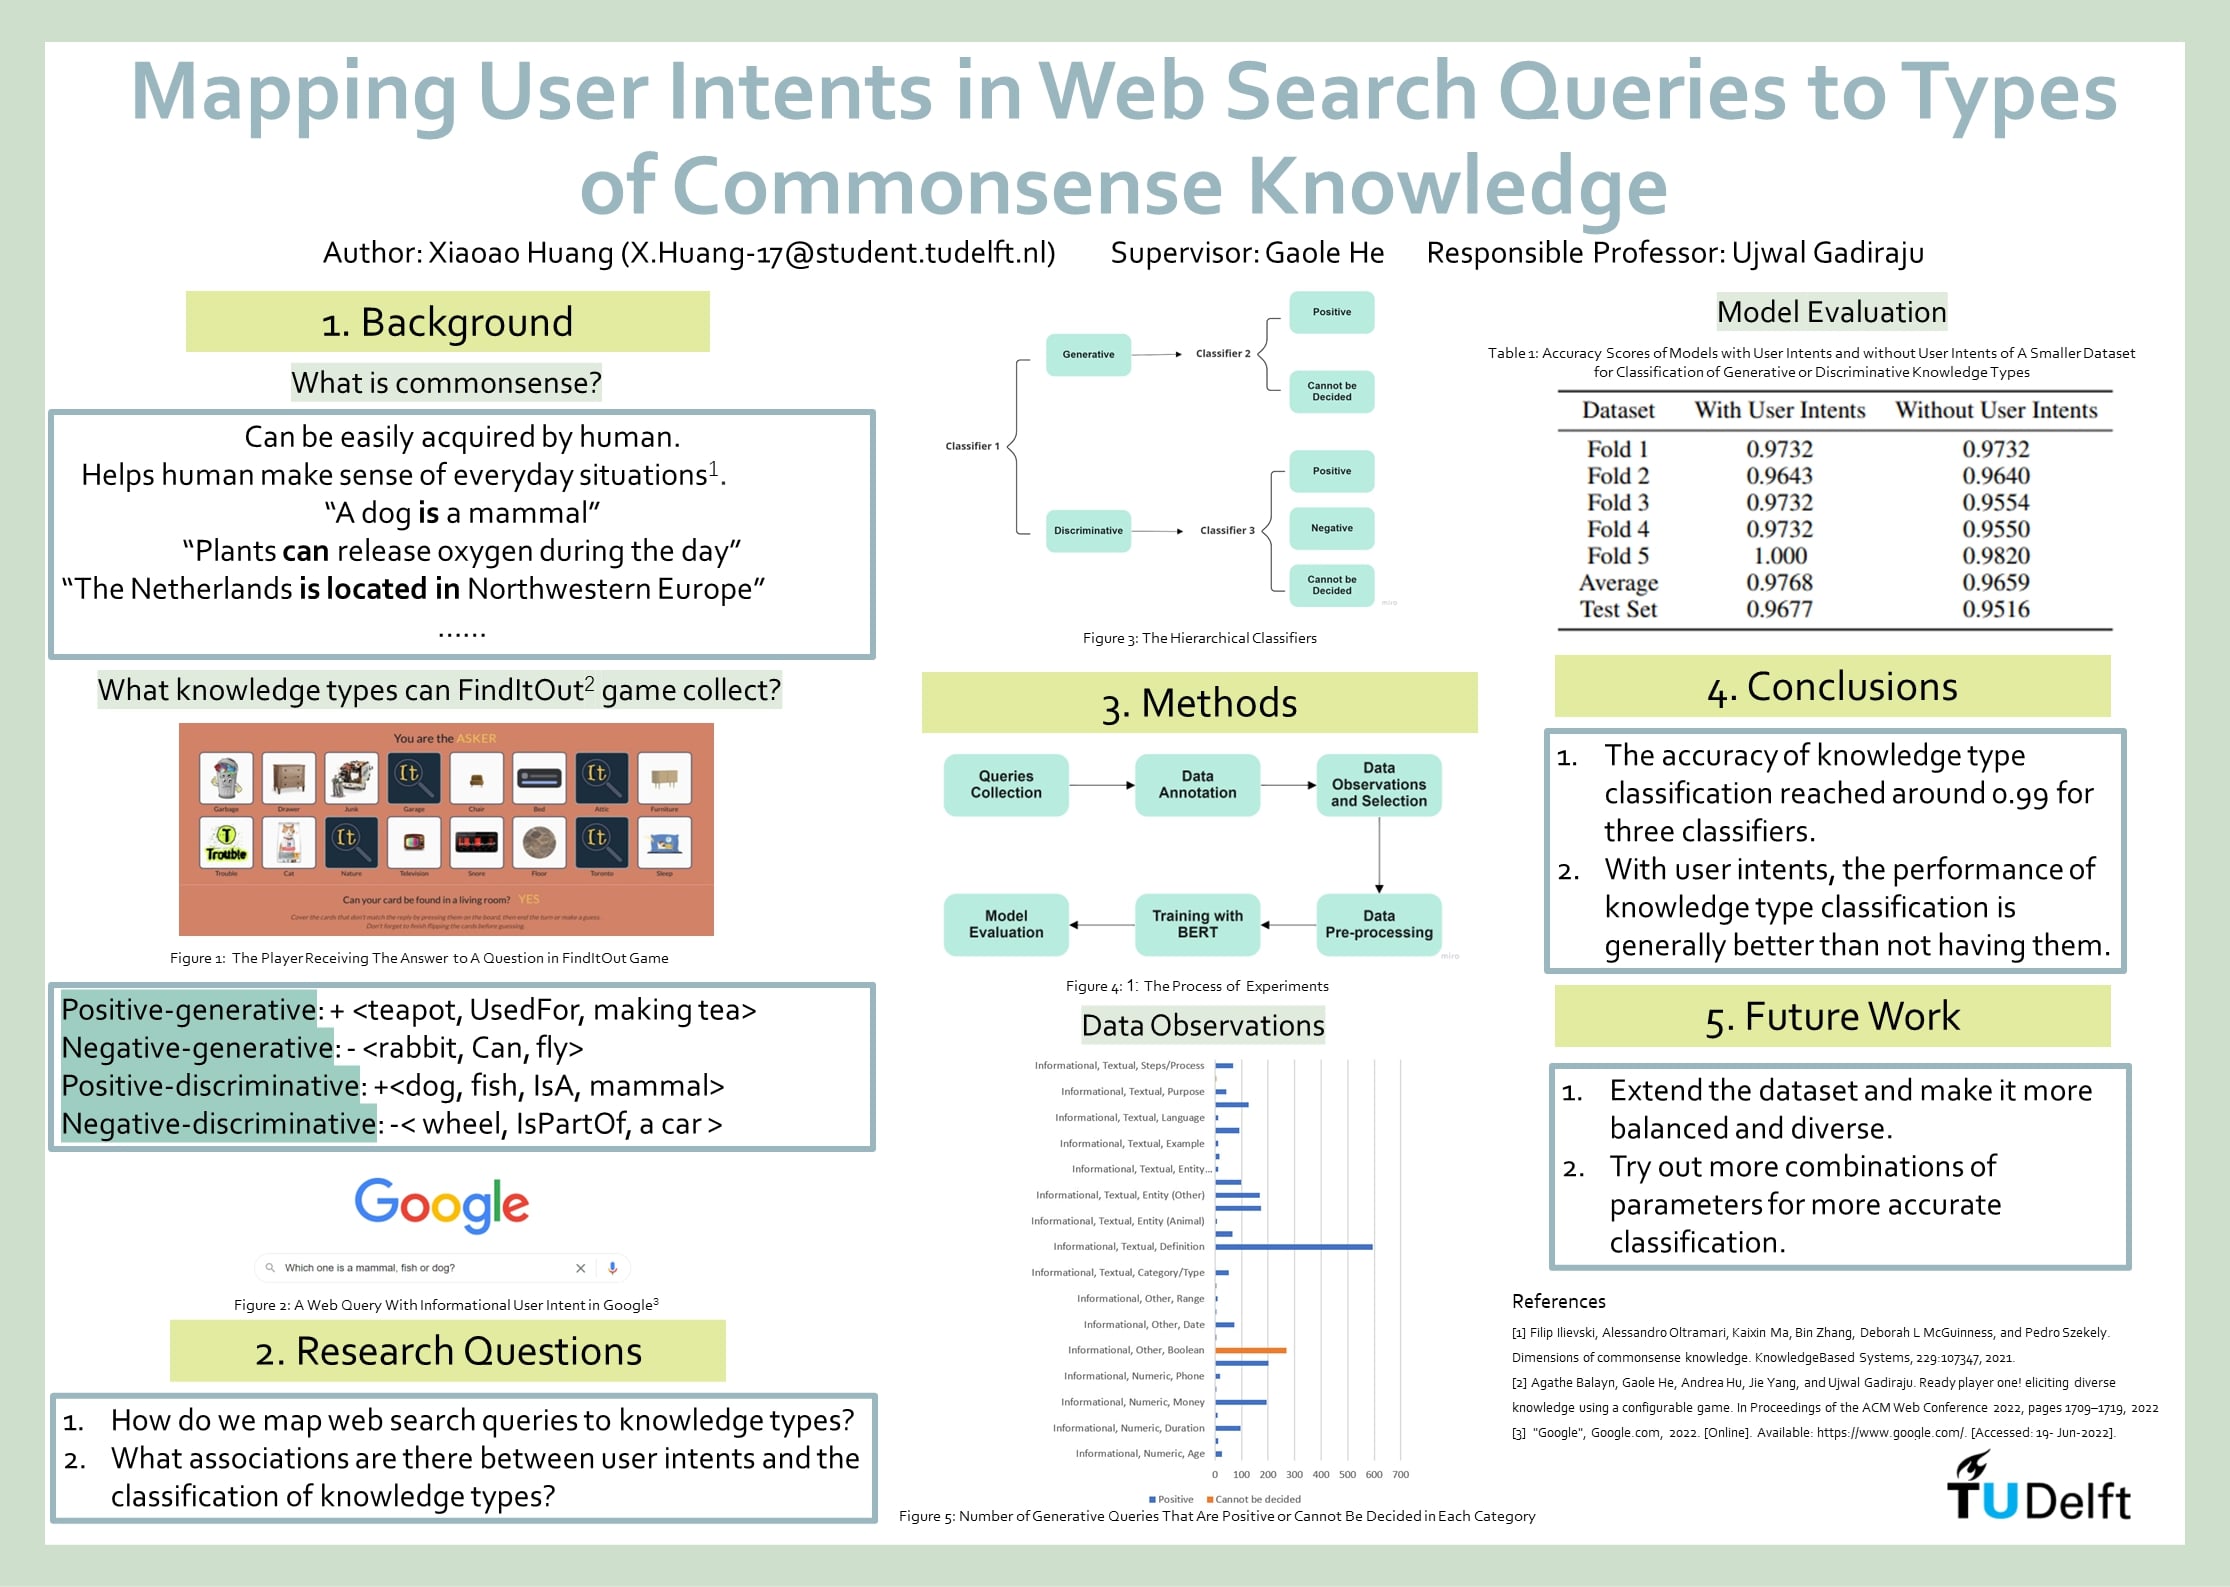 Mapping User Intents in Web Search Queries to Types
of Commonsense Knowledge
Author: Xiaoao Huang (X.Huang-17@student.tudelft.nl) Supervisor: Gaole He Responsible Professor: Ujwal Gadiraju
1. Background
What is commonsense?
Can be easily acquired by human.
Helps human make sense of everyday situations1.
“A dog is a mammal”
“Plants can release oxygen during the day”
“The Netherlands is located in Northwestern Europe”
......
What knowledge types can FindItOut2 game collect?
You are the ASKER
It It
Garbage Drawer Junk Garage Chair Bed Attic Furniture
T Trouble It It
Trouble Cat Nature Television Snore Floor Toronto Sleep
Can your card be found in a living room? YES
Cover the cards that don't match the reply by pressing them on the board, then end the turn or make a guess.
Don't forget to finish flipping the cards before guessing.
Figure 1: The Player Receiving The Answer to A Question in FindItOut Game
Positive-generative: + <teapot, UsedFor, making tea>
Negative-generative: - <rabbit, Can, fly>
Positive-discriminative: +<dog, fish, IsA, mammal>
Negative-discriminative: -< wheel, IsPartOf, a car >
Google
Which one is a mammal, fish or dog?
Figure 2: A Web Query With Informational User Intent in Google3
2. Research Questions
1. How do we map web search queries to knowledge types?
2. What associations are there between user intents and the
classification of knowledge types?
Positive
Generative
Classifier 2
Cannot be
Decided
Classifier 1
Positive
Discriminative
Classifier 3
Negative
Cannot be
Decided
miro
Figure 3: The Hierarchical Classifiers
3. Methods
Queries
Collection
Data
Annotation
Data
Observations
and Selection
Model
Evaluation
Training with
BERT
Data
Pre-processing
miro
Figure 4: 1: The Process of Experiments
Data Observations
Informational, Textual, Steps/Process
Informational, Textual, Purpose
Informational, Textual, Language
Informational, Textual, Example
Informational, Textual, Entity...
Informational, Textual, Entity (Other)
Informational, Textual, Entity (Animal)
Informational, Textual, Definition
Informational, Textual, Category/Type
Informational, Other, Range
Informational, Other, Date
Informational, Other, Boolean
Informational, Numeric, Phone
Informational, Numeric, Money
Informational, Numeric, Duration
Informational, Numeric, Age
0 100 200 300 400 500 600 700
Positive Cannot be decided
Figure 5: Number of Generative Queries That Are Positive or Cannot Be Decided in Each Category
Model Evaluation
Table 1: Accuracy Scores of Models with User Intents and without User Intents of A Smaller Dataset
for Classification of Generative or Discriminative Knowledge Types
Dataset With User Intents Without User Intents
Fold 1 0.9732 0.9732
Fold 2 0.9643 0.9640
Fold 3 0.9732 0.9554
Fold 4 0.9732 0.9550
Fold 5 1.000 0.9820
Average 0.9768 0.9659
Test Set 0.9677 0.9516
4. Conclusions
1. The accuracy of knowledge type
classification reached around 0.99 for
three classifiers.
2. With user intents, the performance of
knowledge type classification is
generally better than not having them.
5. Future Work
1. Extend the dataset and make it more
balanced and diverse.
2. Try out more combinations of
parameters for more accurate
classification.
References
[1] Filip Ilievski, Alessandro Oltramari, Kaixin Ma, Bin Zhang, Deborah L McGuinness, and Pedro Szekely.
Dimensions of commonsense knowledge. KnowledgeBased Systems, 229:107347, 2021.
[2] Agathe Balayn, Gaole He, Andrea Hu, Jie Yang, and Ujwal Gadiraju. Ready player one! eliciting diverse
knowledge using a configurable game. In Proceedings of the ACM Web Conference 2022, pages 1709–1719, 2022
[3] "Google", Google.com, 2022. [Online]. Available: https://www.google.com/. [Accessed: 19- Jun-2022].
TU Delft